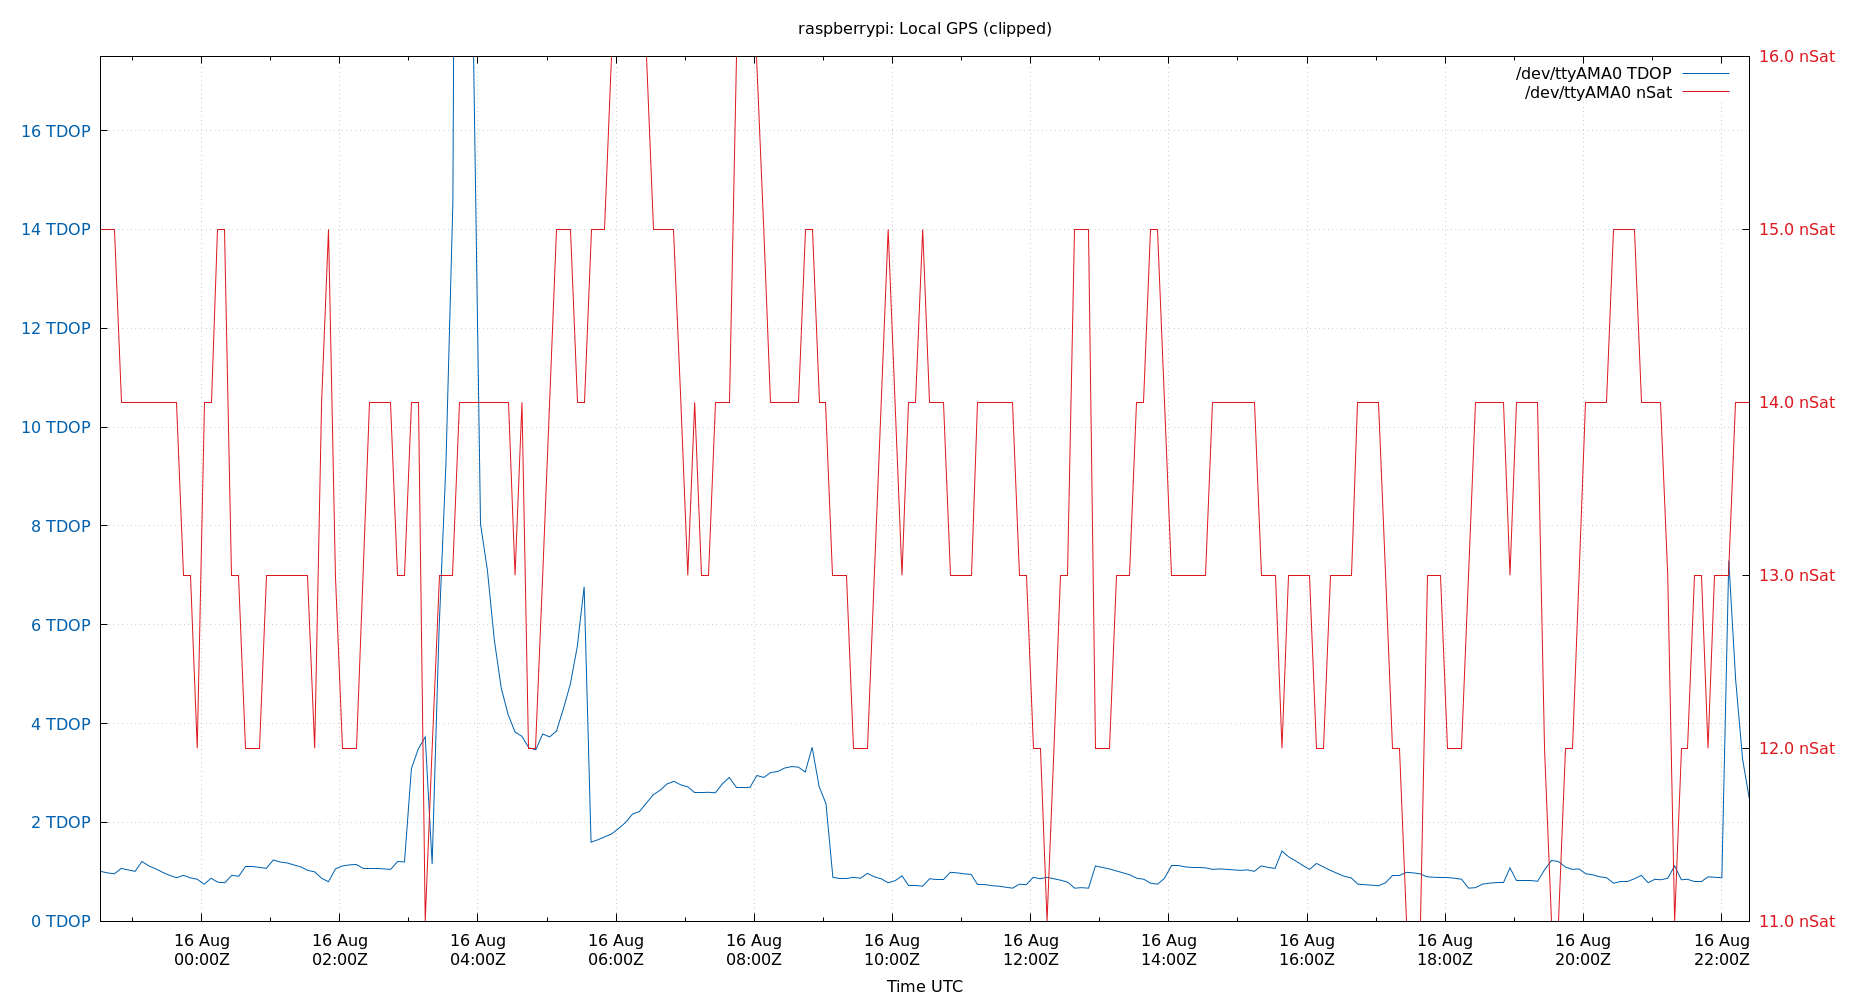 raspberrypi: Local GPS (clipped)
/dev/ttyAMA0 TDOP
/dev/ttyAMA0 nSat
16 TDOP
14 TDOP
12 TDOP
10 TDOP
8 TDOP
6 TDOP
4 TDOP
2 TDOP
0 TDOP
16.0 nSat
15.0 nSat
14.0 nSat
13.0 nSat
12.0 nSat
11.0 nSat
16 Aug 16 Aug 16 Aug 16 Aug 16 Aug 16 Aug 16 Aug 16 Aug 16 Aug 16 Aug 16 Aug 16 Aug
00:00Z 02:00Z 04:00Z 06:00Z 08:00Z 10:00Z 12:00Z 14:00Z 16:00Z 18:00Z 20:00Z 22:00Z
Time UTC